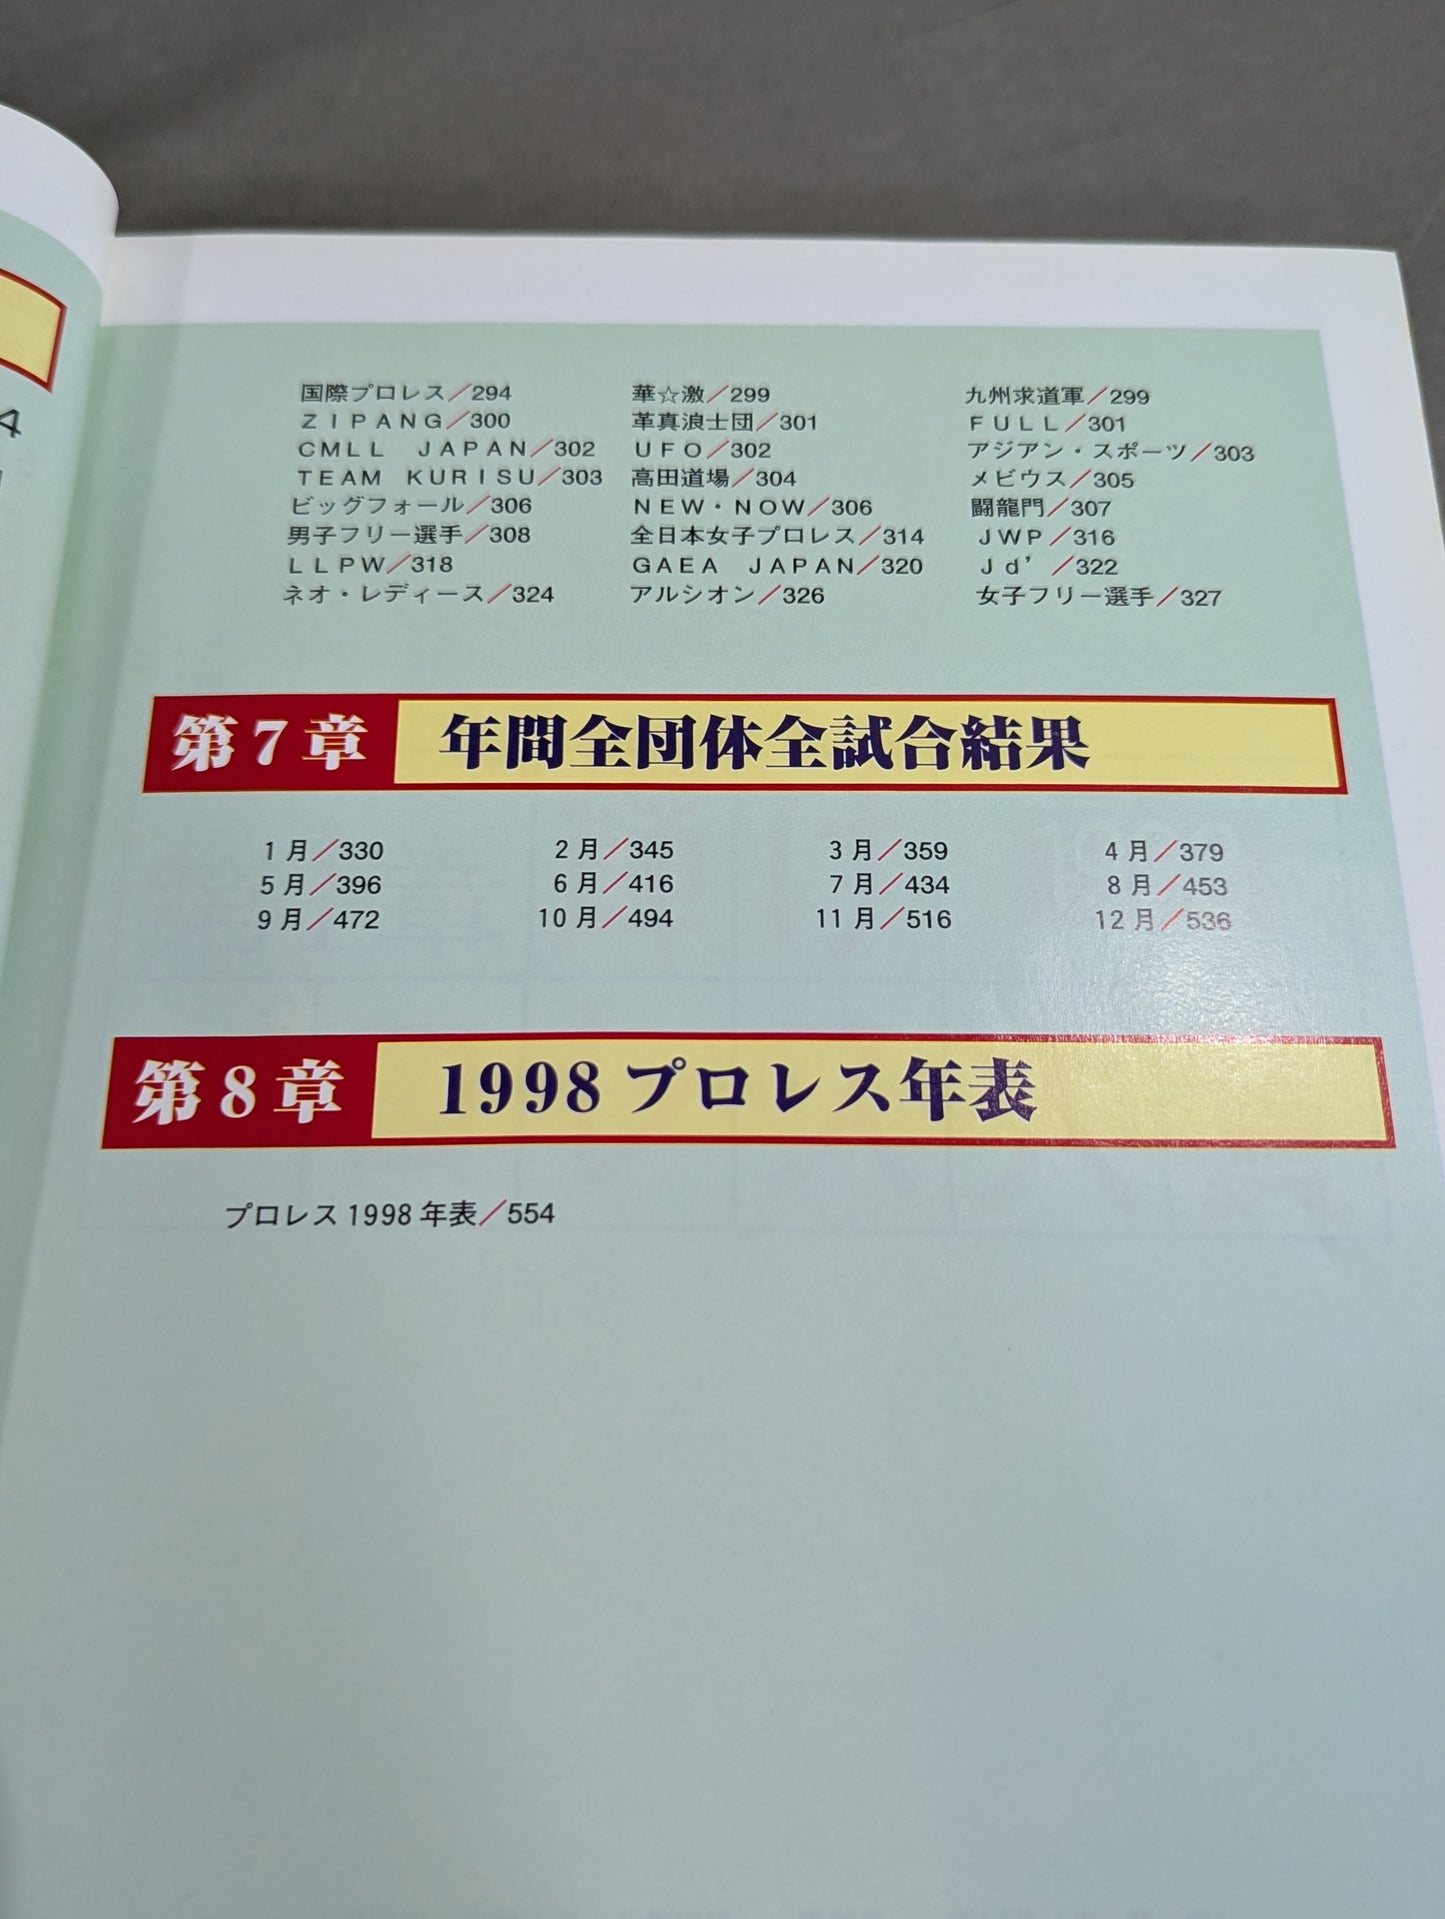 国際プロレス／294　華☆激／299　九州求道軍／299
ＺＩＰＡＮＧ／300　革真浪士団／301　ＦＵＬＬ／301
ＣＭＬＬ　ＪＡＰＡＮ／302　ＵＦＯ／302　アジアン・スポーツ／303
ＴＥＡＭ　ＫＵＲＩＳＵ／303　高田道場／304　メビウス／305
ビッグフォール／306　ＮＥＷ・ＮＯＷ／306　闘龍門／307
男子フリー選手／308　全日本女子プロレス／314　ＪＷＰ／316
ＬＬＰＷ／318　ＧＡＥＡ　ＪＡＰＡＮ／320　Ｊｄ’／322
ネオ・レディース／324　アルシオン／326　女子フリー選手／327
第７章　年間全団体全試合結果
1月／330　2月／345　3月／359　4月／379
5月／396　6月／416　7月／434　8月／453
9月／472　10月／494　11月／516　12月／536
第８章　1998プロレス年表
プロレス1998年表／554